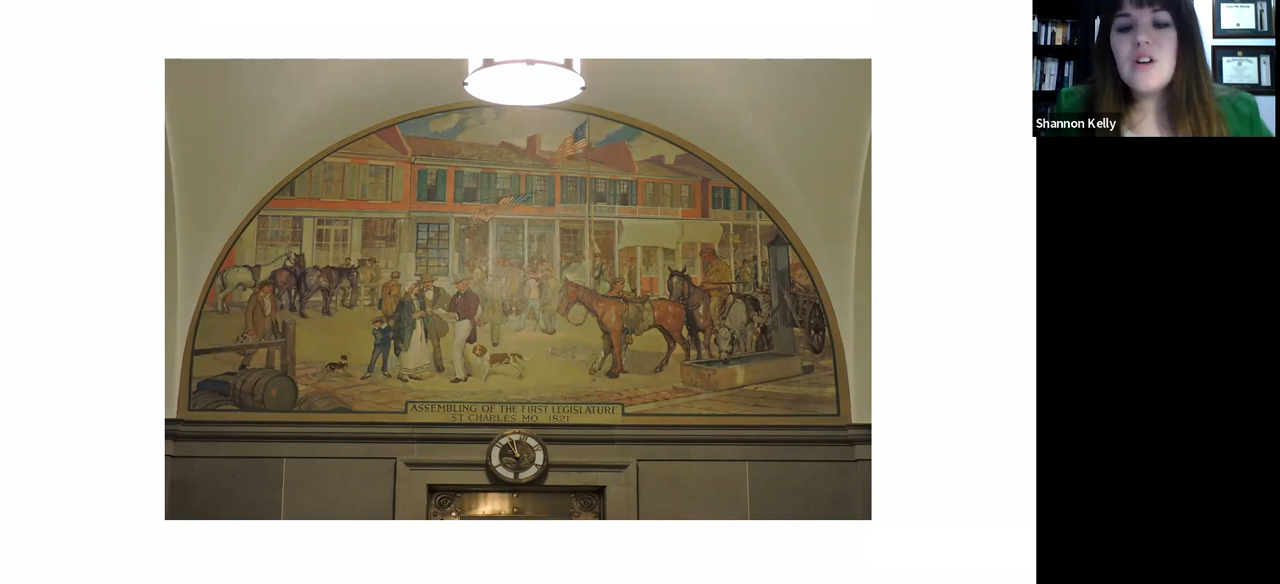 ASSEMBLING OF THE FIRST LEGISLATURE
ST CHARLES MO. 1821
Shannon Kelly